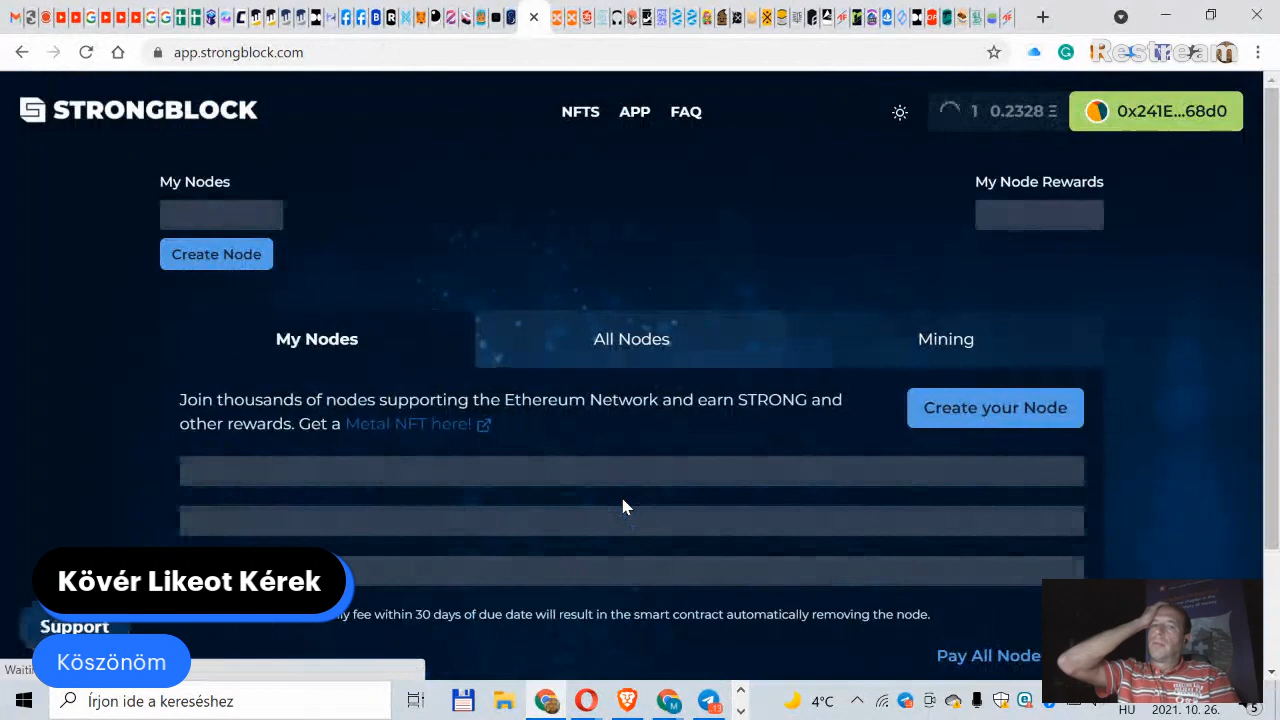 app.strongblock.com
Restream
STRONGBLOCK
NFTS APP FAQ
1 0.2328 Ξ
0x241E...68d0
My Nodes
My Node Rewards
Create Node
My Nodes
All Nodes
Mining
Join thousands of nodes supporting the Ethereum Network and earn STRONG and
other rewards. Get a Metal NFT here!
Create your Node
fee within 30 days of due date will result in the smart contract automatically removing the node.
Kövér Likeot Kérek
Support
Köszönöm
Pay All Node
Írjon ide a kereséshez
13
4°C
HU
2021. 10. 26.